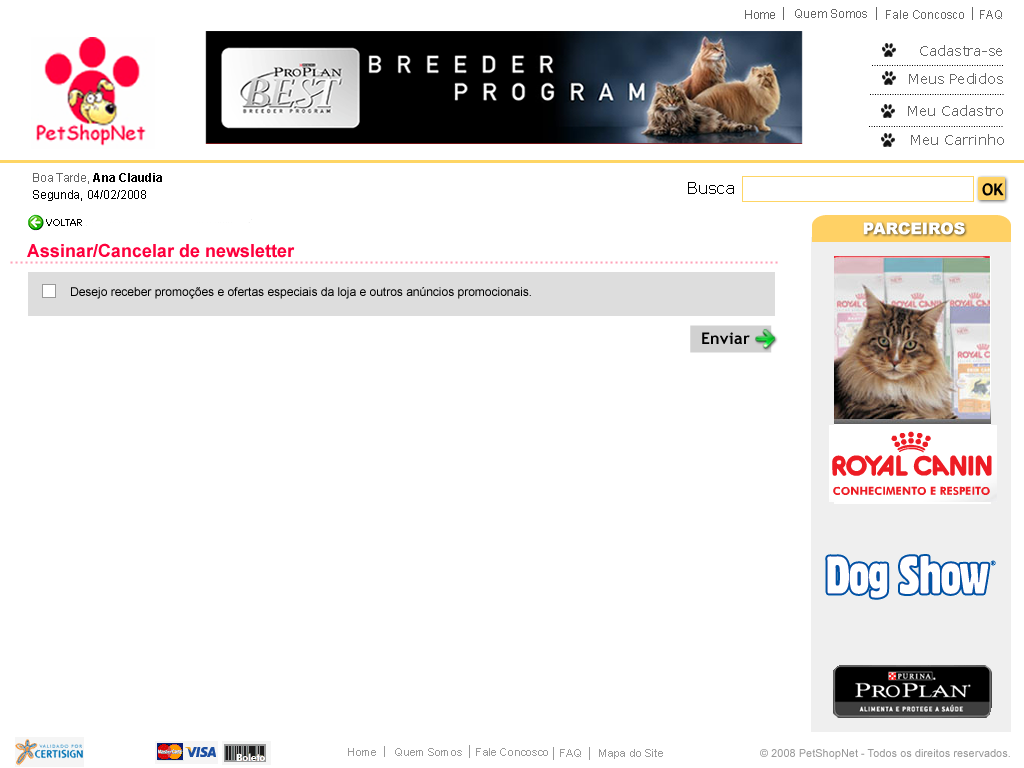 Home | Quem Somos | Fale Concosco | FAQ
PetShopNet
PROPLAN
BEST
BREEDER PROGRAM
BREEDER
PROGRAM
Cadastra-se
Meus Pedidos
Meu Cadastro
Meu Carrinho
Boa Tarde, Ana Claudia
Segunda, 04/02/2008
Busca
OK
VOLTAR
Assinar/Cancelar de newsletter
Desejo receber promoções e ofertas especiais da loja e outros anúncios promocionais.
Enviar
PARCEIROS
ROYAL CANIN
ROYAL CANIN
CONHECIMENTO E RESPEITO
Dog Show®
PURINA
PROPLAN
ALIMENTA E PROTEGE A SAÚDE
VALIDADO POR
CERTISIGN
MasterCard VISA Boleto
Home | Quem Somos | Fale Concosco | FAQ | Mapa do Site
© 2008 PetShopNet - Todos os direitos reservados.